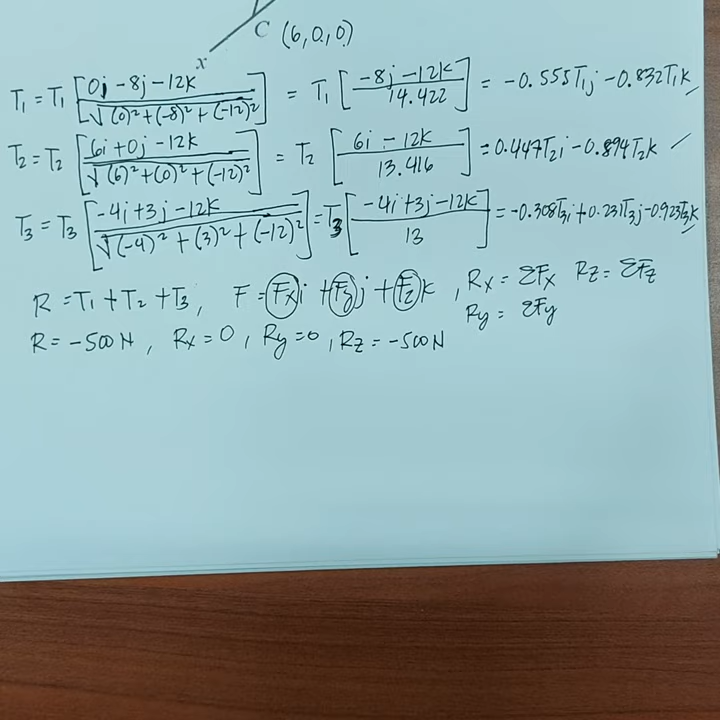 C (6,0,0)
x
T₁ = T₁ [0j - 8j - 12k / √(0)² + (-8)² + (-12)²] = T₁ [-8j - 12k / 14.422] = -0.555T₁j - 0.832T₁k
T₂ = T₂ [6i + 0j - 12k / √(6)² + (0)² + (-12)²] = T₂ [6i - 12k / 13.416] = 0.447T₂i - 0.894T₂k
T₃ = T₃ [-4i + 3j - 12k / √(-4)² + (3)² + (-12)²] = T₃ [-4i + 3j - 12k / 13] = -0.308T₃i + 0.231T₃j - 0.923T₃k
R = T₁ + T₂ + T₃, F = Fxi + Fyj + Fzk, Rx = ΣFx Rz = ΣFz
Ry = ΣFy
R = -500N, Rx = 0, Ry = 0, Rz = -500N